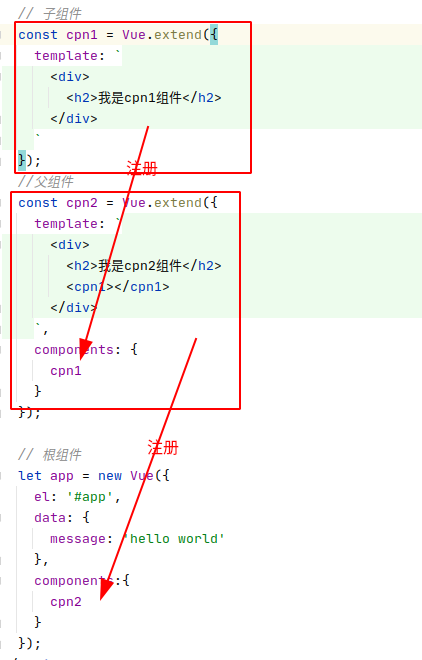 // 子组件
const cpn1 = Vue.extend({
  template: `
    <div>
      <h2>我是cpn1组件</h2>
    </div>
  `
});
注册
//父组件
const cpn2 = Vue.extend({
  template: `
    <div>
      <h2>我是cpn2组件</h2>
      <cpn1></cpn1>
    </div>
  `,
  components: {
    cpn1
  }
});
注册
// 根组件
let app = new Vue({
  el: '#app',
  data: {
    message: 'hello world'
  },
  components:{
    cpn2
  }
});